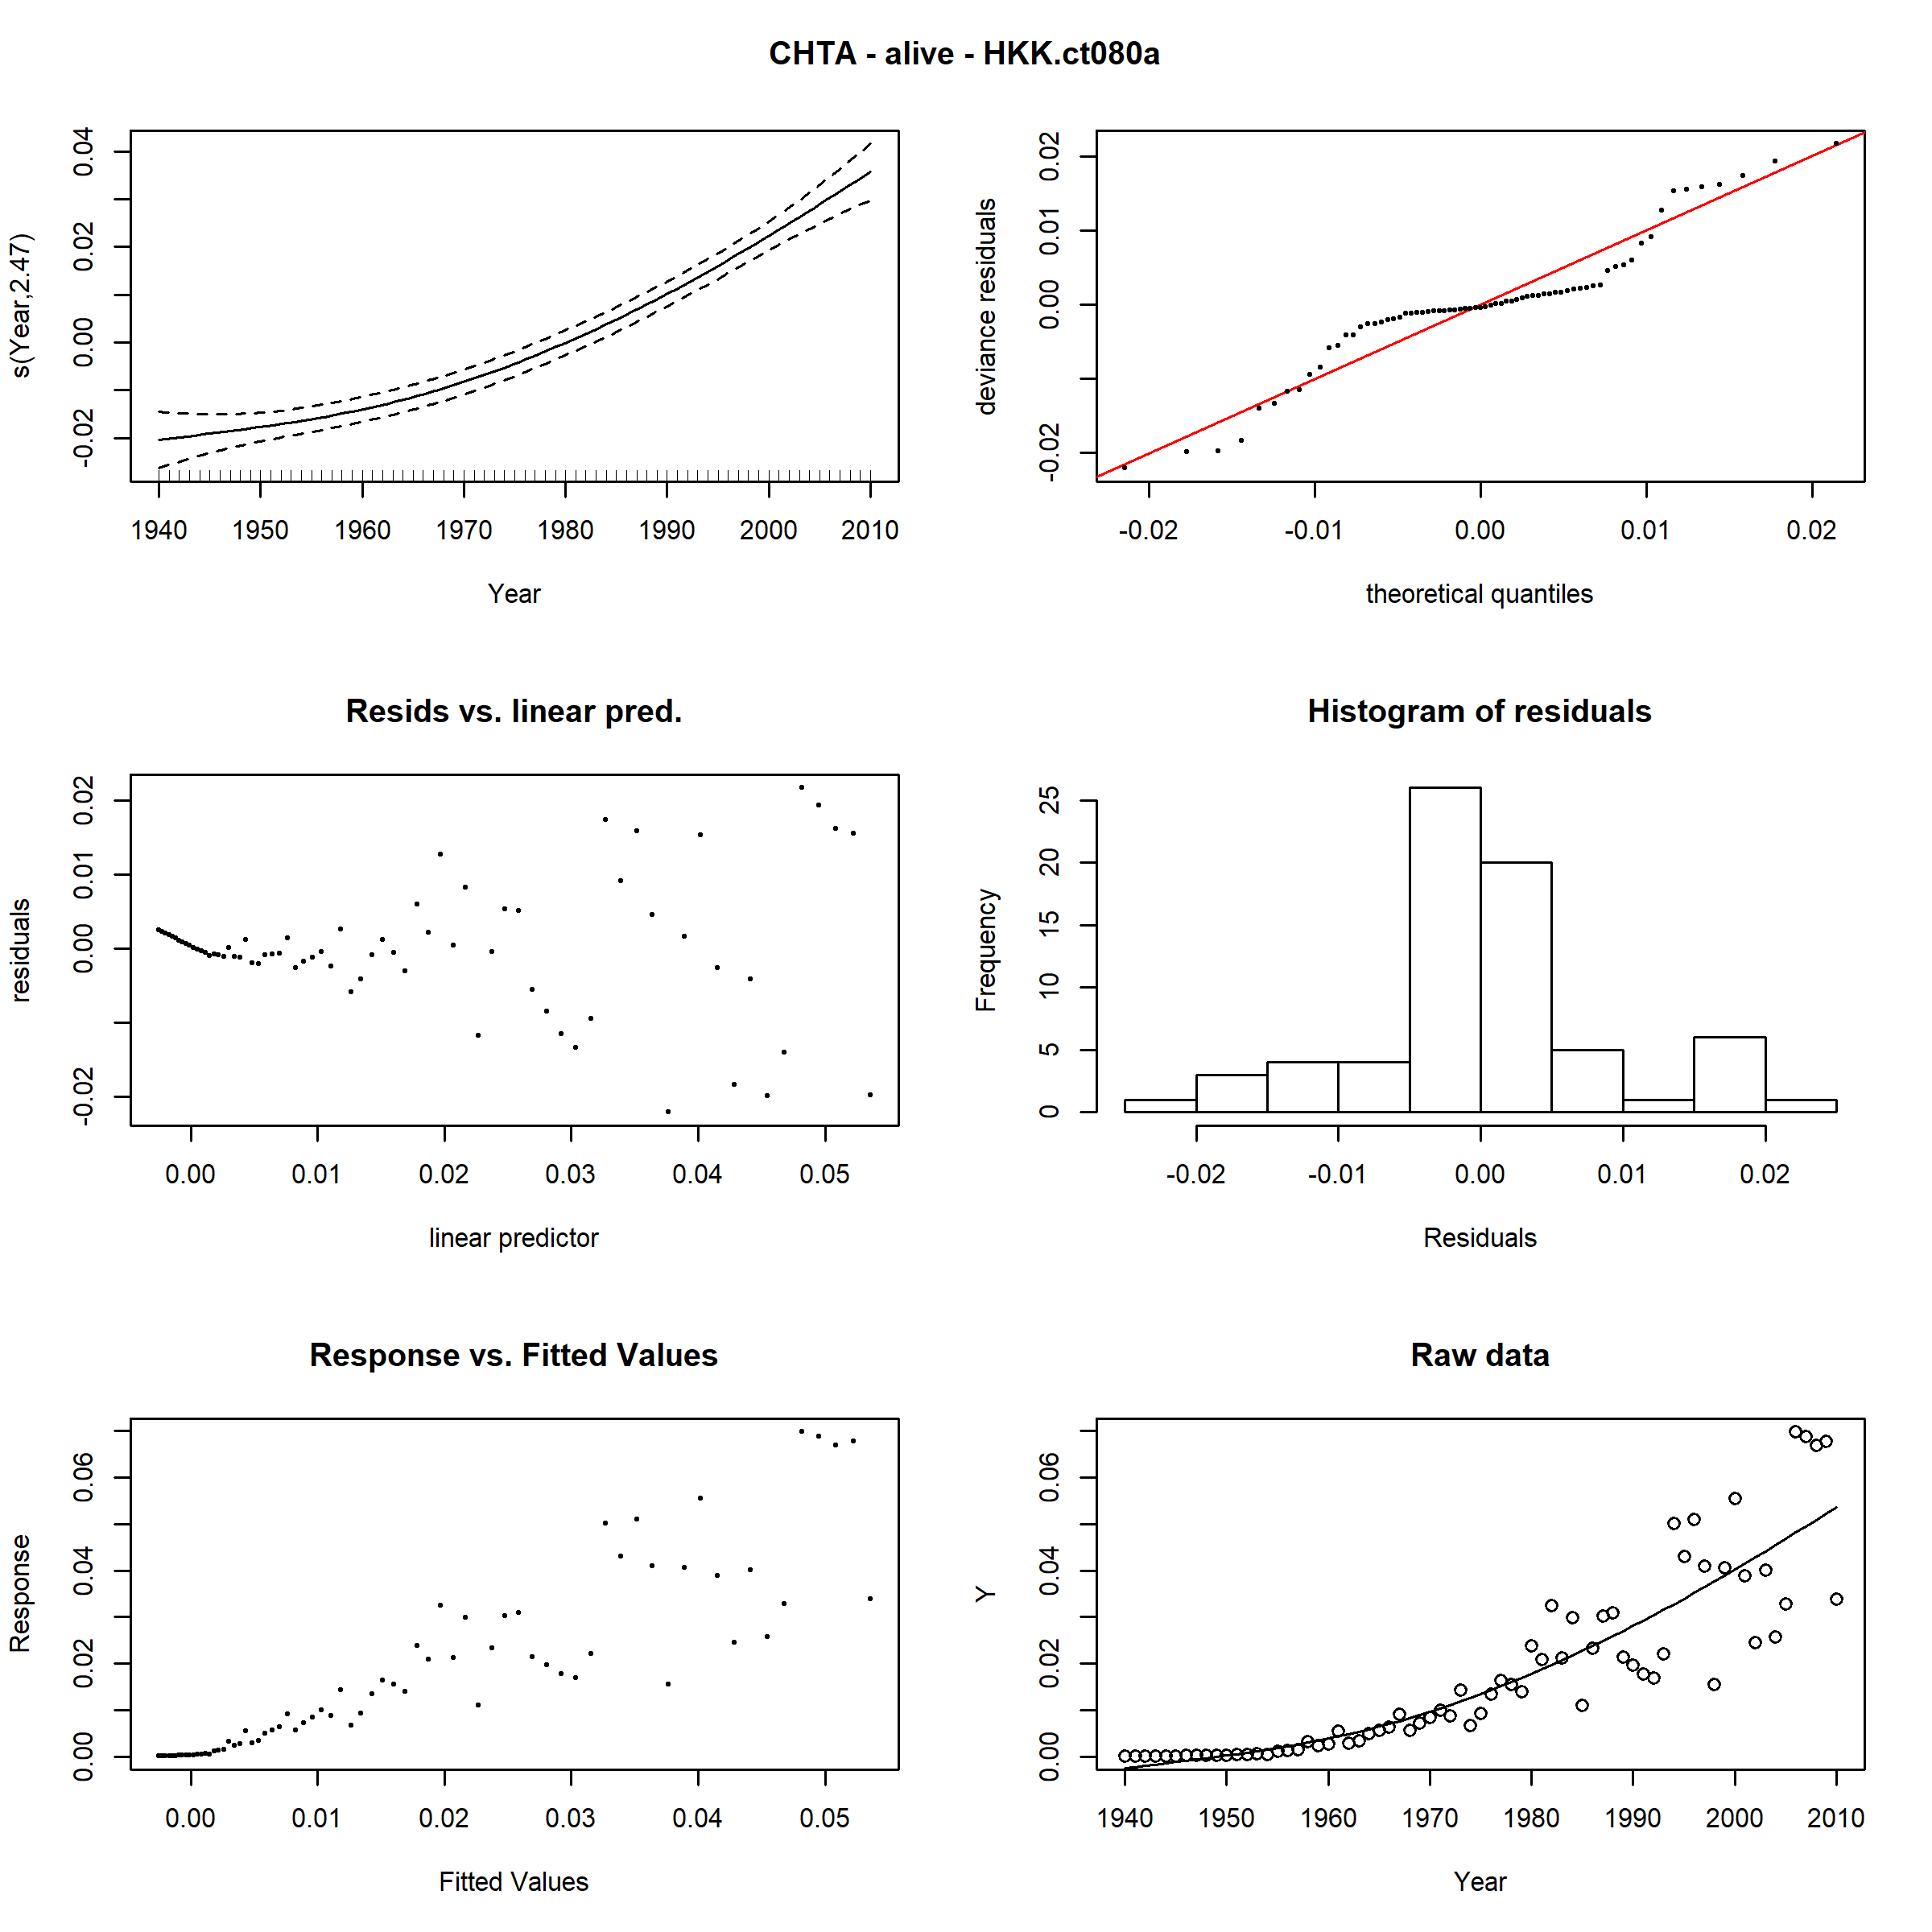 CHTA - alive - HKK.ct080a
s(Year,2.47)
-0.02 0.00 0.02 0.04
1940 1950 1960 1970 1980 1990 2000 2010
Year
deviance residuals
-0.02 0.00 0.01 0.02
-0.02 -0.01 0.00 0.01 0.02
theoretical quantiles
Resids vs. linear pred.
residuals
-0.02 0.00 0.01 0.02
0.00 0.01 0.02 0.03 0.04 0.05
linear predictor
Histogram of residuals
Frequency
0 5 10 15 20 25
-0.02 -0.01 0.00 0.01 0.02
Residuals
Response vs. Fitted Values
Response
0.00 0.02 0.04 0.06
0.00 0.01 0.02 0.03 0.04 0.05
Fitted Values
Raw data
Y
0.00 0.02 0.04 0.06
1940 1950 1960 1970 1980 1990 2000 2010
Year